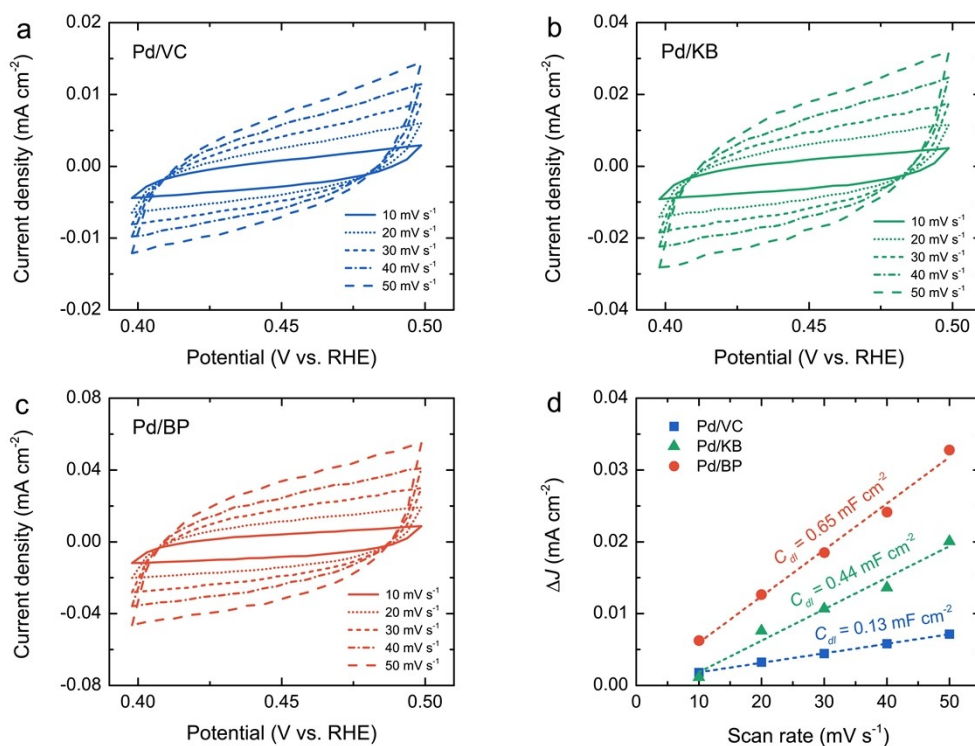 a
Pd/VC
Current density (mA cm⁻²)
0.02
0.01
0.00
-0.01
-0.02
10 mV s⁻¹
20 mV s⁻¹
30 mV s⁻¹
40 mV s⁻¹
50 mV s⁻¹
0.40 0.45 0.50
Potential (V vs. RHE)
b
Pd/KB
Current density (mA cm⁻²)
0.04
0.02
0.00
-0.02
-0.04
10 mV s⁻¹
20 mV s⁻¹
30 mV s⁻¹
40 mV s⁻¹
50 mV s⁻¹
0.40 0.45 0.50
Potential (V vs. RHE)
c
Pd/BP
Current density (mA cm⁻²)
0.08
0.04
0.00
-0.04
-0.08
10 mV s⁻¹
20 mV s⁻¹
30 mV s⁻¹
40 mV s⁻¹
50 mV s⁻¹
0.40 0.45 0.50
Potential (V vs. RHE)
d
Pd/VC
Pd/KB
Pd/BP
ΔJ (mA cm⁻²)
0.04
0.03
0.02
0.01
0.00
C_dl = 0.65 mF cm⁻²
C_dl = 0.44 mF cm⁻²
C_dl = 0.13 mF cm⁻²
0 10 20 30 40 50
Scan rate (mV s⁻¹)